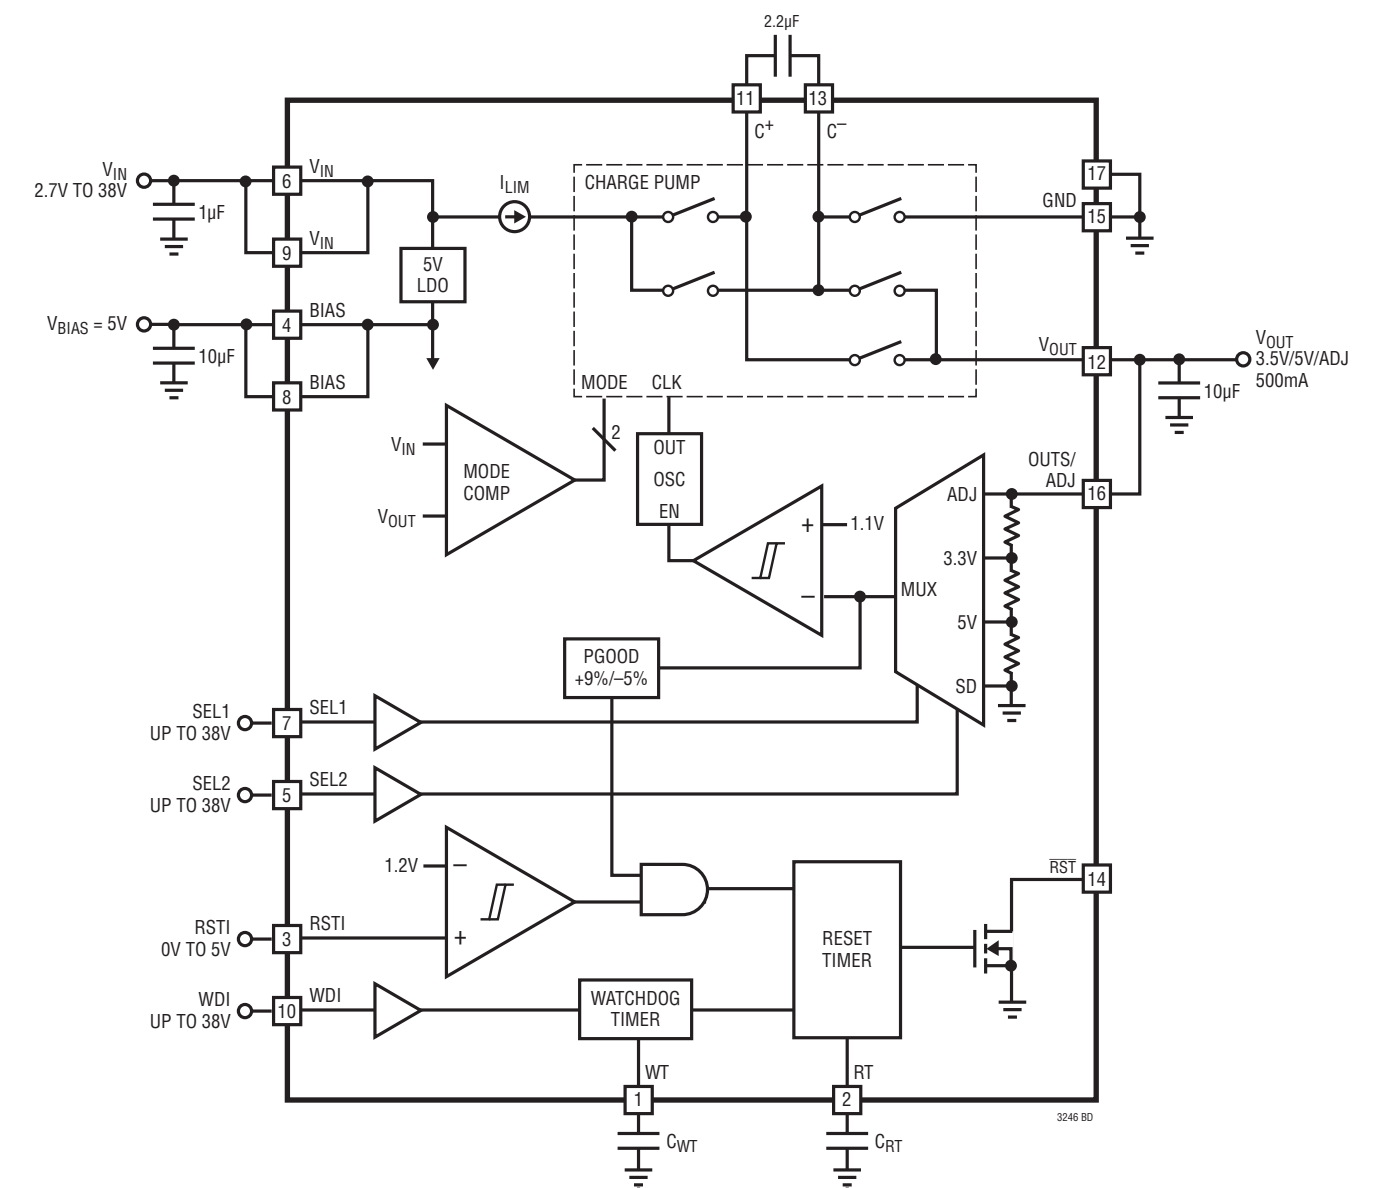 2.2µF
11
13
C+
C–
VIN
2.7V TO 38V
1µF
6
VIN
9
VIN
ILIM
CHARGE PUMP
17
GND
15
5V
LDO
VBIAS = 5V
10µF
4
BIAS
8
BIAS
VOUT
12
VOUT
3.5V/5V/ADJ
500mA
10µF
MODE
CLK
2
VIN
VOUT
MODE
COMP
OUT
OSC
EN
+
1.1V
–
MUX
ADJ
3.3V
5V
SD
OUTS/
ADJ
16
PGOOD
+9%/–5%
SEL1
UP TO 38V
7
SEL1
SEL2
UP TO 38V
5
SEL2
1.2V
–
+
RSTI
0V TO 5V
3
RSTI
WDI
UP TO 38V
10
WDI
WATCHDOG
TIMER
RESET
TIMER
RST
14
WT
1
CWT
RT
2
CRT
3246 BD